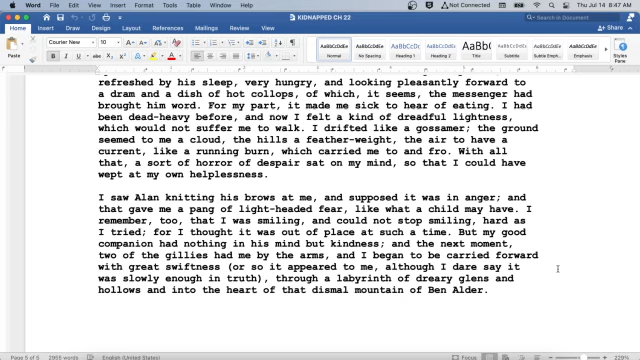 Word File Edit View Insert Format Tools Table Window Help Not Connected Thu Jul 14 8:47 AM
KIDNAPPED CH 22 Search in Document
Home Insert Draw Design Layout References Mailings Review View Share
Paste Courier New 10 AaBbCcDdEe AaBbCcDdEe AaBbCcDc AaBbCcDdEe AaBb( AaBbCcDdEe AaBbCcDdEe AaBbCcDdEe Styles
B I U Normal No Spacing Heading 1 Heading 2 Title Subtitle Subtle Emph... Emphasis Pane
refreshed by his sleep, very hungry, and looking pleasantly forward to
a dram and a dish of hot collops, of which, it seems, the messenger had
brought him word. For my part, it made me sick to hear of eating. I had
been dead-heavy before, and now I felt a kind of dreadful lightness,
which would not suffer me to walk. I drifted like a gossamer; the ground
seemed to me a cloud, the hills a feather-weight, the air to have a
current, like a running burn, which carried me to and fro. With all
that, a sort of horror of despair sat on my mind, so that I could have
wept at my own helplessness.
I saw Alan knitting his brows at me, and supposed it was in anger; and
that gave me a pang of light-headed fear, like what a child may have. I
remember, too, that I was smiling, and could not stop smiling, hard as
I tried; for I thought it was out of place at such a time. But my good
companion had nothing in his mind but kindness; and the next moment,
two of the gillies had me by the arms, and I began to be carried forward
with great swiftness (or so it appeared to me, although I dare say it
was slowly enough in truth), through a labyrinth of dreary glens and
hollows and into the heart of that dismal mountain of Ben Alder.
Page 5 of 5 2955 words English (United States) Focus 229%